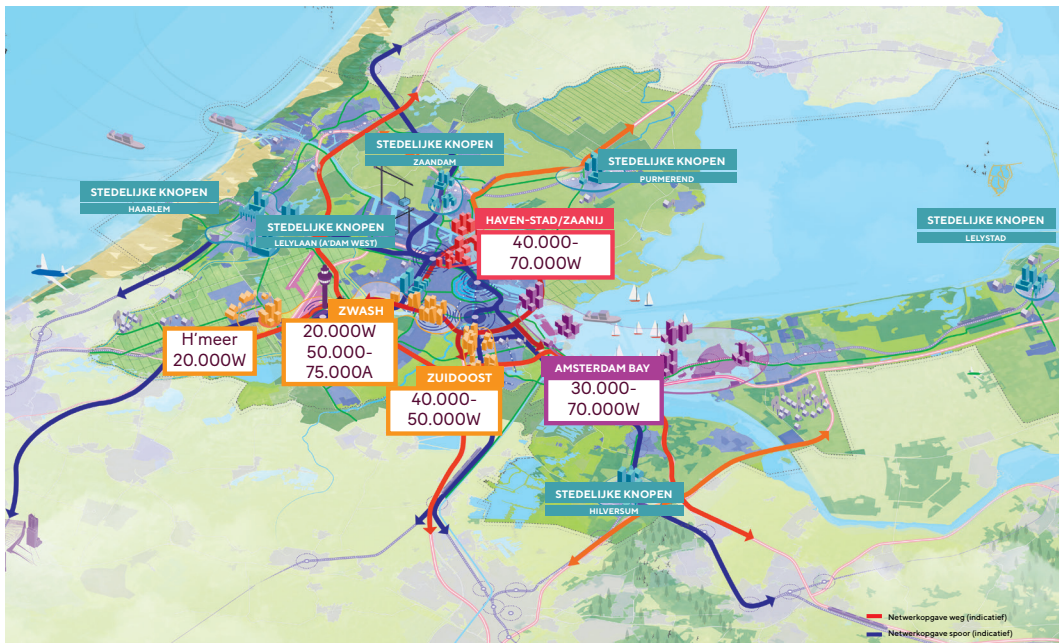 STEDELIJKE KNOPEN
ZAANDAM
STEDELIJKE KNOPEN
PURMEREND
STEDELIJKE KNOPEN
HAARLEM
STEDELIJKE KNOPEN
LELYLAAN (A'DAM WEST)
HAVEN-STAD/ZAANIJ
40.000-
70.000W
STEDELIJKE KNOPEN
LELYSTAD
H'meer
20.000W
ZWASH
20.000W
50.000-
75.000A
ZUIDOOST
40.000-
50.000W
AMSTERDAM BAY
30.000-
70.000W
STEDELIJKE KNOPEN
HILVERSUM
Netwerkopgave weg (indicatief)
Netwerkopgave spoor (indicatief)